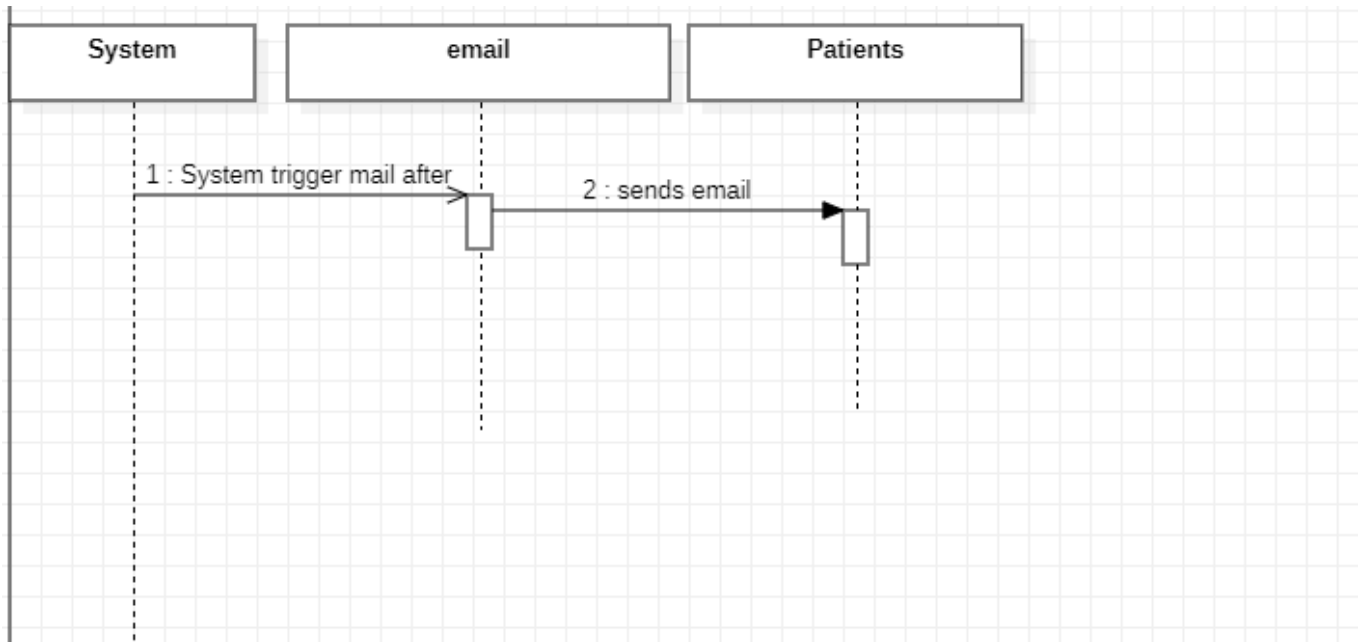 System
email
Patients
1 : System trigger mail after
2 : sends email